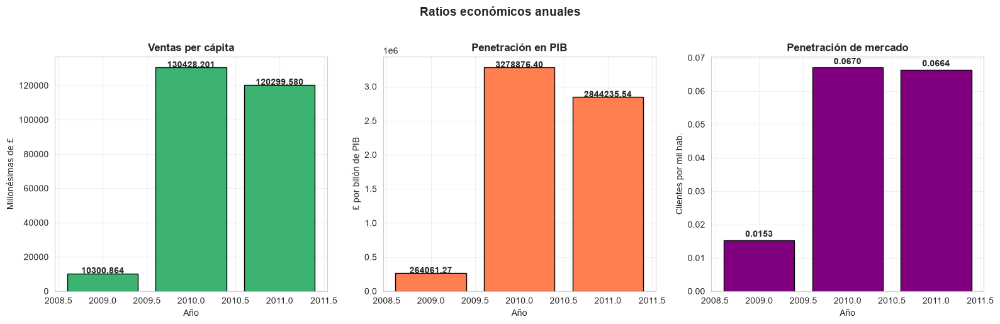 Ratios económicos anuales
Ventas per cápita
Millonésimas de £
120000
100000
80000
60000
40000
20000
0
10300.864
130428.201
120299.580
2008.5 2009.0 2009.5 2010.0 2010.5 2011.0 2011.5
Año
Penetración en PIB
1e6
£ por billón de PIB
3.0
2.5
2.0
1.5
1.0
0.5
0.0
264061.27
3278876.40
2844235.54
2008.5 2009.0 2009.5 2010.0 2010.5 2011.0 2011.5
Año
Penetración de mercado
Clientes por mil hab.
0.07
0.06
0.05
0.04
0.03
0.02
0.01
0.00
0.0153
0.0670
0.0664
2008.5 2009.0 2009.5 2010.0 2010.5 2011.0 2011.5
Año